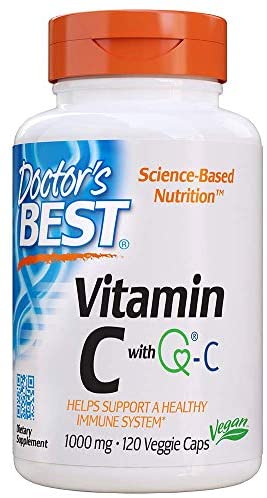 Doctor's
BEST®
Science-Based
Nutrition™
Vitamin
C with Q®-C
HELPS SUPPORT A HEALTHY
IMMUNE SYSTEM*
Dietary
Supplement
1000 mg • 120 Veggie Caps
Vegan